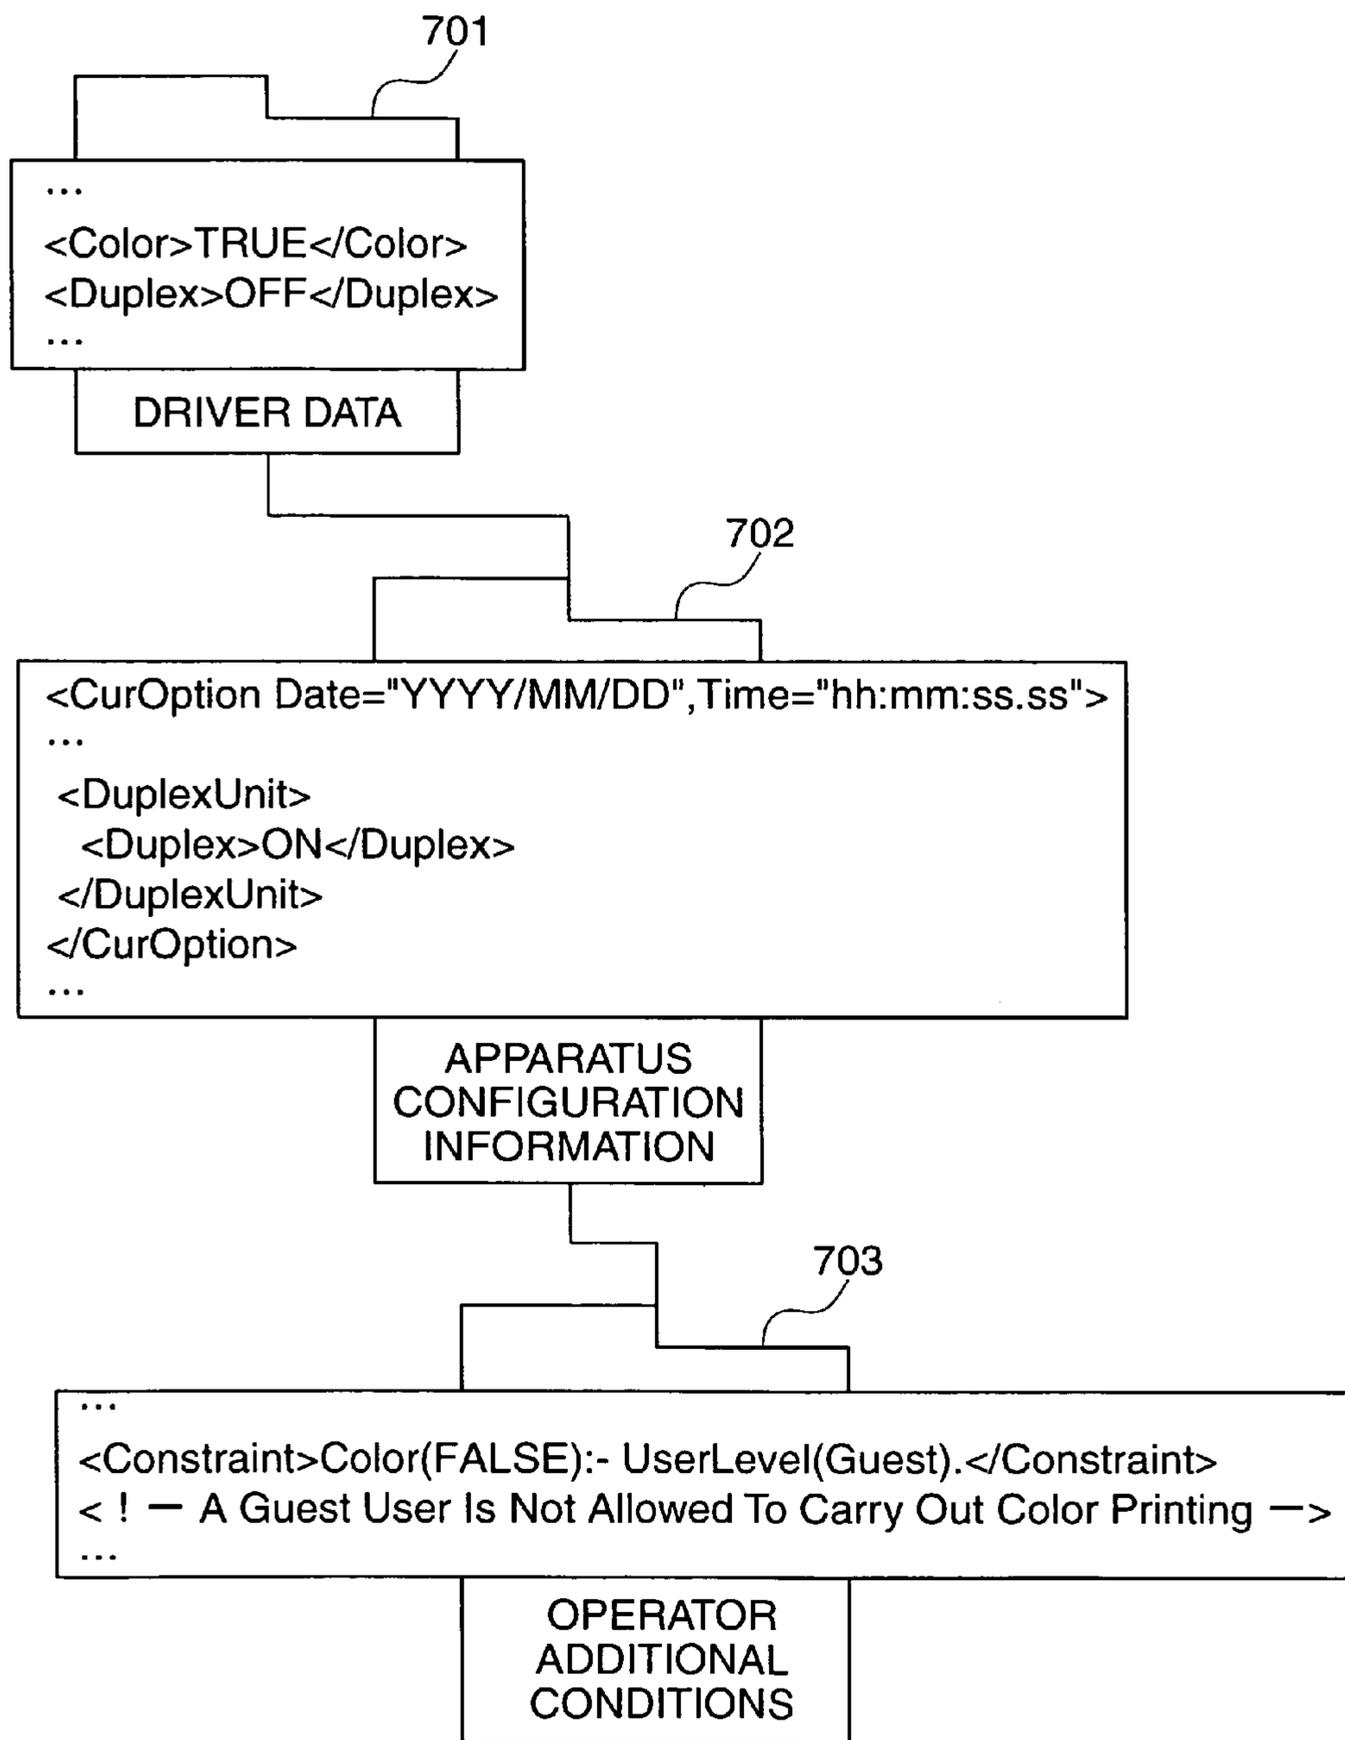 701
...
<Color>TRUE</Color>
<Duplex>OFF</Duplex>
...
DRIVER DATA
702
<CurOption Date="YYYY/MM/DD",Time="hh:mm:ss.ss">
...
<DuplexUnit>
<Duplex>ON</Duplex>
</DuplexUnit>
</CurOption>
...
APPARATUS
CONFIGURATION
INFORMATION
703
...
<Constraint>Color(FALSE):- UserLevel(Guest).</Constraint>
< ! — A Guest User Is Not Allowed To Carry Out Color Printing —>
...
OPERATOR
ADDITIONAL
CONDITIONS